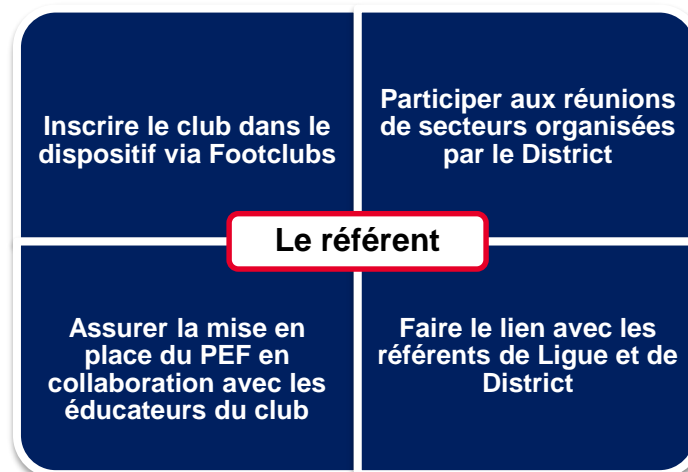 Inscrire le club dans le
dispositif via Footclubs
Participer aux réunions
de secteurs organisées
par le District
Le référent
Assurer la mise en
place du PEF en
collaboration avec les
éducateurs du club
Faire le lien avec les
référents de Ligue et de
District